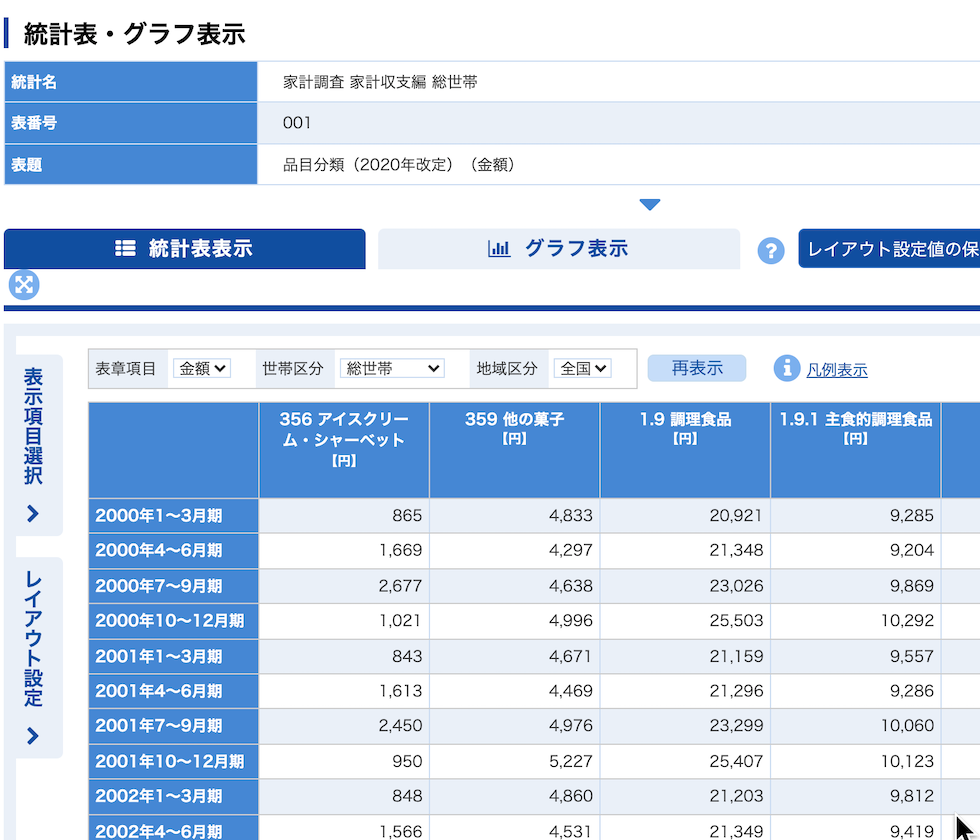 統計表・グラフ表示
統計名 家計調査 家計収支編 総世帯
表番号 001
表題 品目分類（2020年改定）（金額）
統計表表示 グラフ表示 ? レイアウト設定値の保
表章項目 金額 世帯区分 総世帯 地域区分 全国 再表示 i 凡例表示
表示項目選択
レイアウト設定
356 アイスクリーム・シャーベット【円】 359 他の菓子【円】 1.9 調理食品【円】 1.9.1 主食的調理食品【円】
2000年1～3月期 865 4,833 20,921 9,285
2000年4～6月期 1,669 4,297 21,348 9,204
2000年7～9月期 2,677 4,638 23,026 9,869
2000年10～12月期 1,021 4,996 25,503 10,292
2001年1～3月期 843 4,671 21,159 9,557
2001年4～6月期 1,613 4,469 21,296 9,286
2001年7～9月期 2,450 4,976 23,299 10,060
2001年10～12月期 950 5,227 25,407 10,123
2002年1～3月期 848 4,860 21,203 9,812
2002年4～6月期 1,566 4,531 21,349 9,419